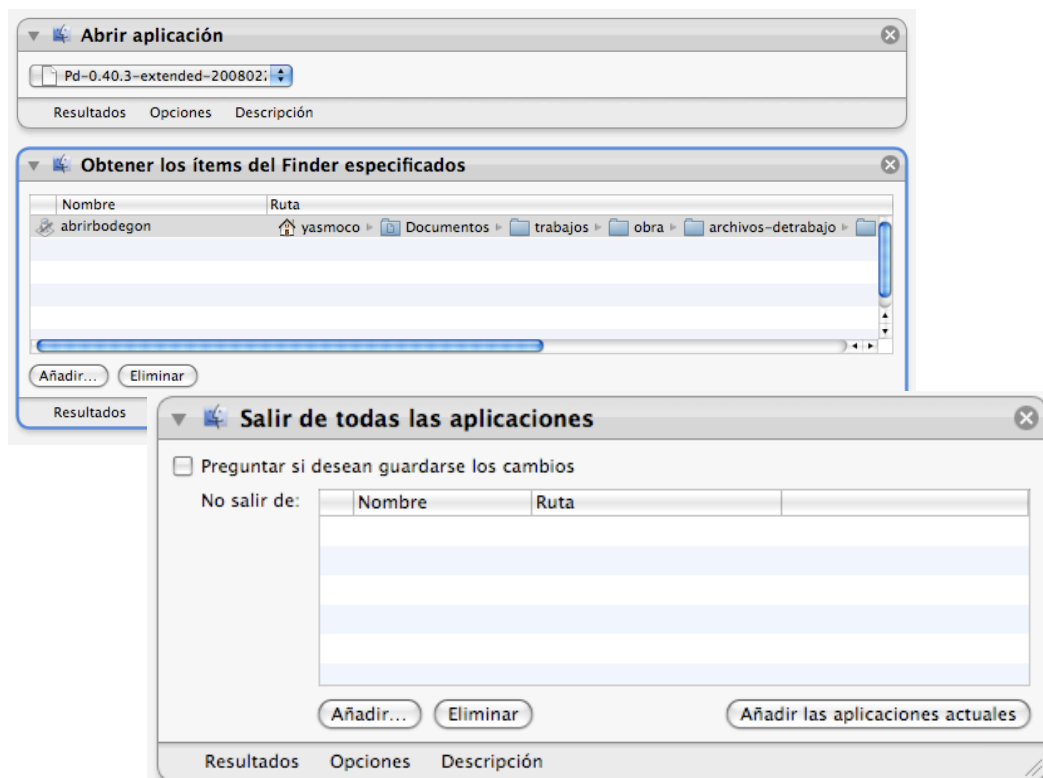 Abrir aplicación
Pd-0.40.3-extended-2008022
Resultados Opciones Descripción
Obtener los ítems del Finder especificados
Nombre Ruta
abrirbodegon yasmoco Documentos trabajos obra archivos-detrabajo
Añadir... Eliminar
Resultados
Salir de todas las aplicaciones
Preguntar si desean guardarse los cambios
No salir de: Nombre Ruta
Añadir... Eliminar Añadir las aplicaciones actuales
Resultados Opciones Descripción